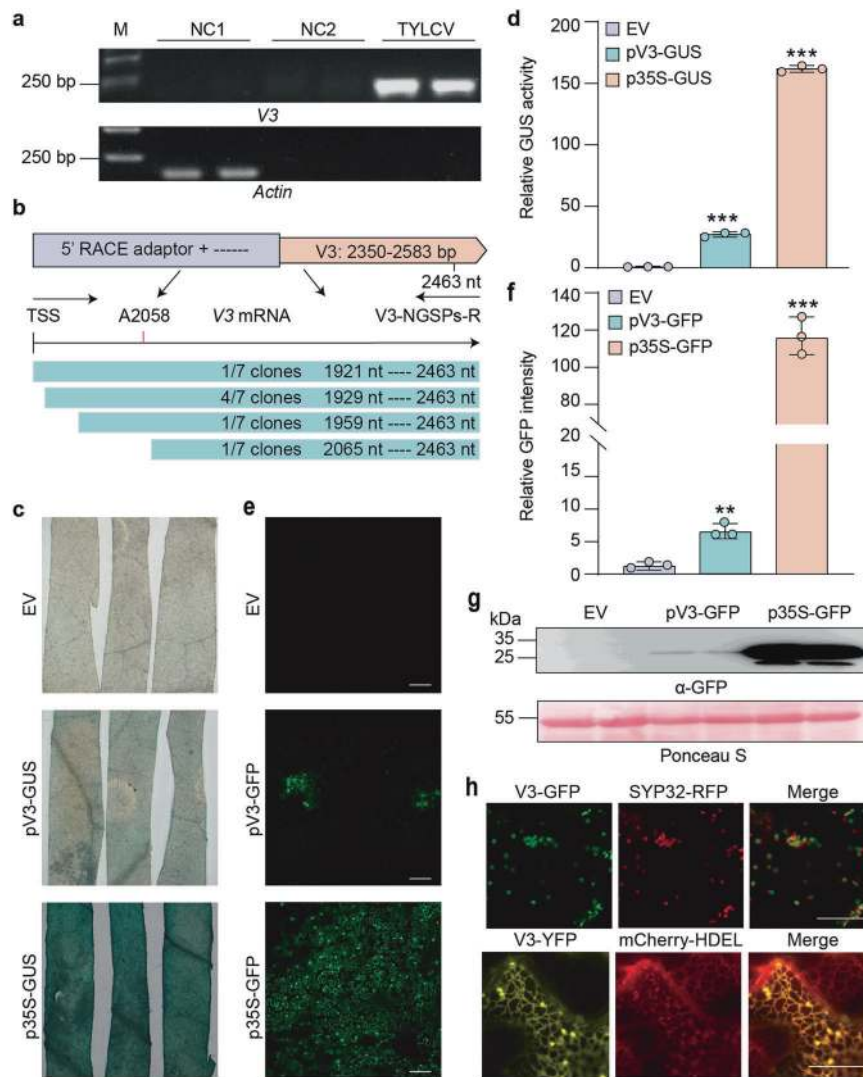 a
M NC1 NC2 TYLCV
250 bp
V3
250 bp
Actin
b
5' RACE adaptor + ------
V3: 2350-2583 bp
2463 nt
TSS A2058 V3 mRNA V3-NGSPs-R
1/7 clones 1921 nt ---- 2463 nt
4/7 clones 1929 nt ---- 2463 nt
1/7 clones 1959 nt ---- 2463 nt
1/7 clones 2065 nt ---- 2463 nt
c
EV
pV3-GUS
p35S-GUS
e
EV
pV3-GFP
p35S-GFP
d
EV
pV3-GUS
p35S-GUS
Relative GUS activity
200
150
100
50
0
***
***
f
EV
pV3-GFP
p35S-GFP
Relative GFP intensity
140
120
100
80
60
40
20
20
15
10
5
0
**
***
g
kDa EV pV3-GFP p35S-GFP
35
25
α-GFP
55
Ponceau S
h
V3-GFP SYP32-RFP Merge
V3-YFP mCherry-HDEL Merge